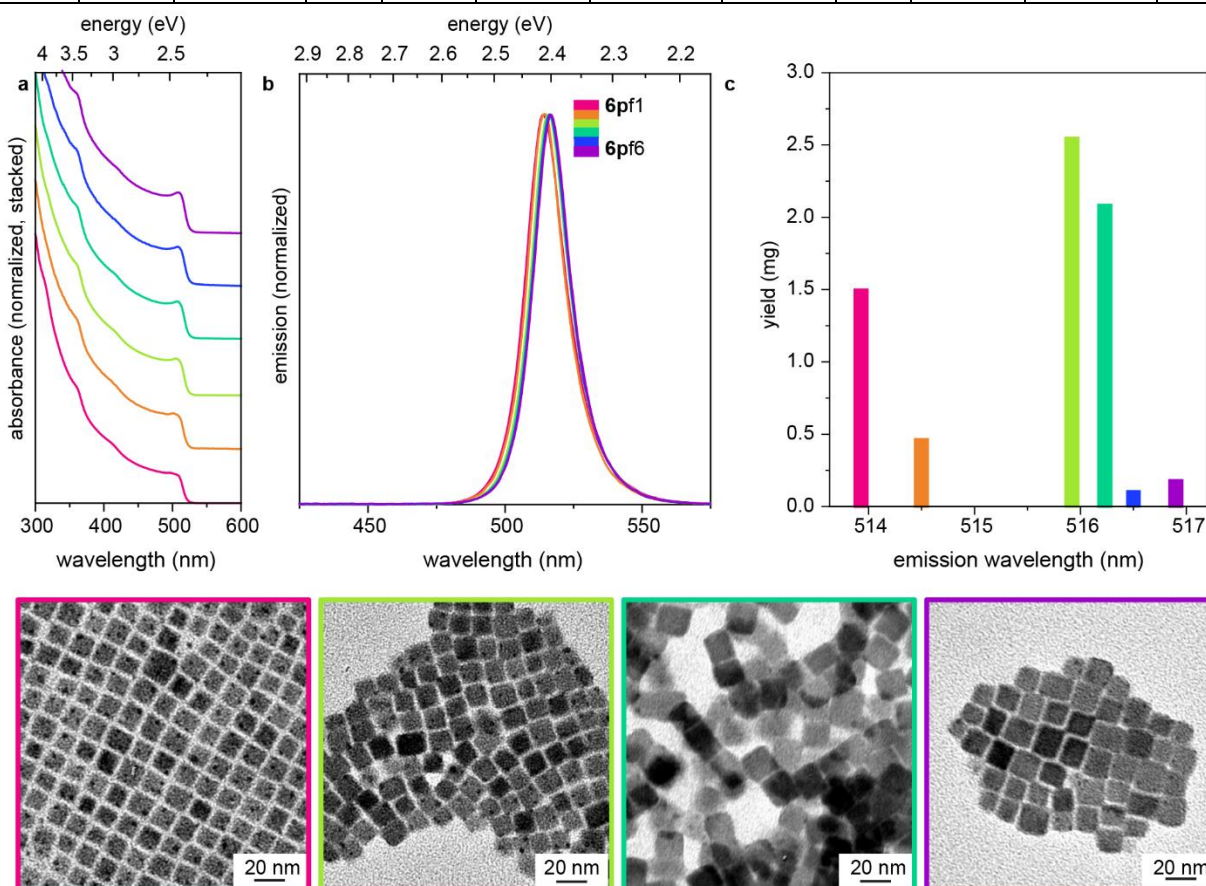 energy (eV)
4 3.5 3 2.5
a
absorbance (nomralized, stacked)
300 400 500 600
wavelength (nm)
energy (eV)
2.9 2.8 2.7 2.6 2.5 2.4 2.3 2.2
b
6pf1
6pf6
emission (normalized)
450 500 550
wavelength (nm)
c
3.0
2.5
2.0
1.5
1.0
0.5
0.0
yield (mg)
514 515 516 517
emission wavelength (nm)
20 nm
20 nm
20 nm
20 nm